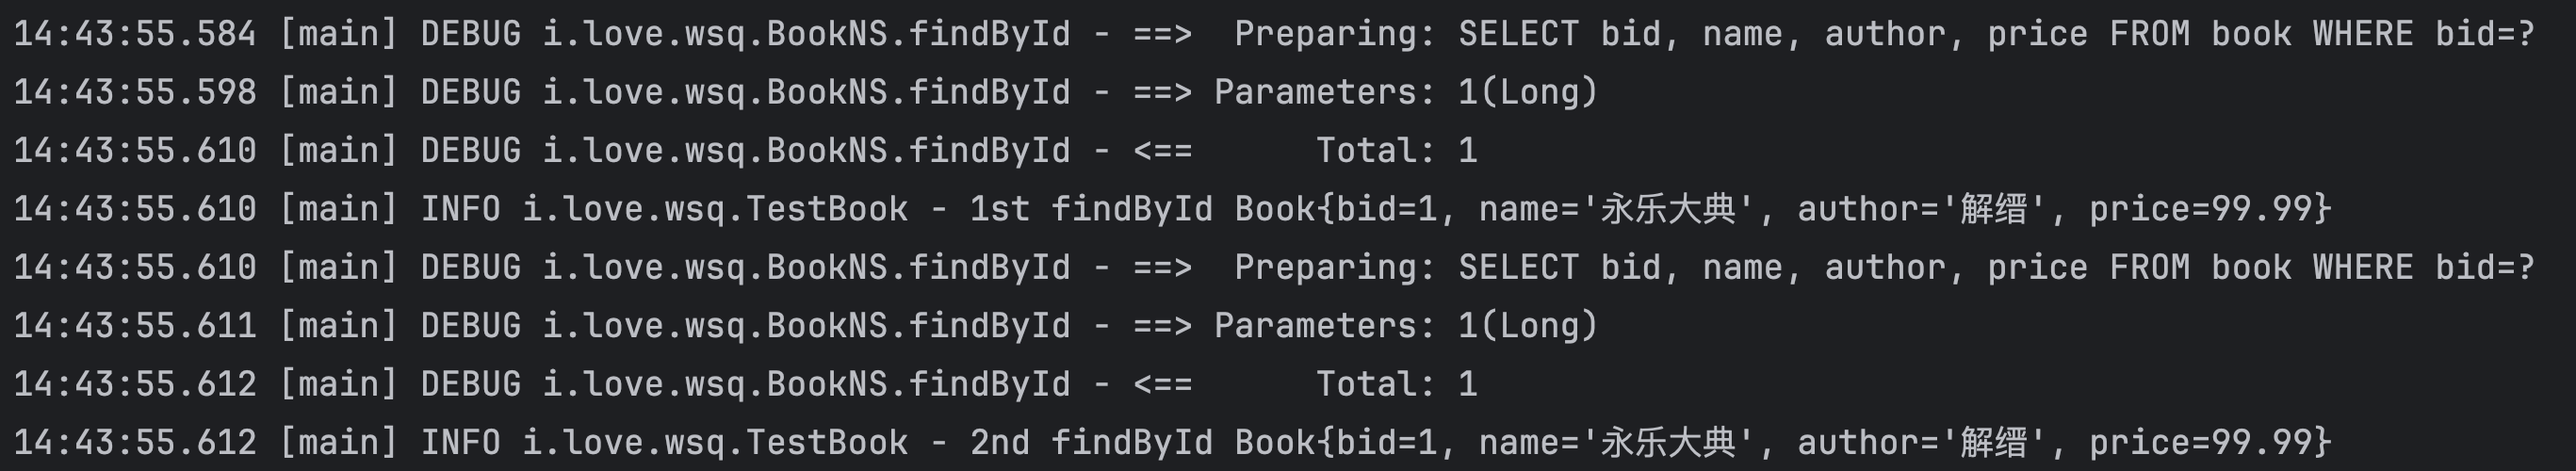 14:43:55.584 [main] DEBUG i.love.wsq.BookNS.findById - ==>  Preparing: SELECT bid, name, author, price FROM book WHERE bid=?
14:43:55.598 [main] DEBUG i.love.wsq.BookNS.findById - ==> Parameters: 1(Long)
14:43:55.610 [main] DEBUG i.love.wsq.BookNS.findById - <==      Total: 1
14:43:55.610 [main] INFO i.love.wsq.TestBook - 1st findById Book{bid=1, name='永乐大典', author='解缙', price=99.99}
14:43:55.610 [main] DEBUG i.love.wsq.BookNS.findById - ==>  Preparing: SELECT bid, name, author, price FROM book WHERE bid=?
14:43:55.611 [main] DEBUG i.love.wsq.BookNS.findById - ==> Parameters: 1(Long)
14:43:55.612 [main] DEBUG i.love.wsq.BookNS.findById - <==      Total: 1
14:43:55.612 [main] INFO i.love.wsq.TestBook - 2nd findById Book{bid=1, name='永乐大典', author='解缙', price=99.99}